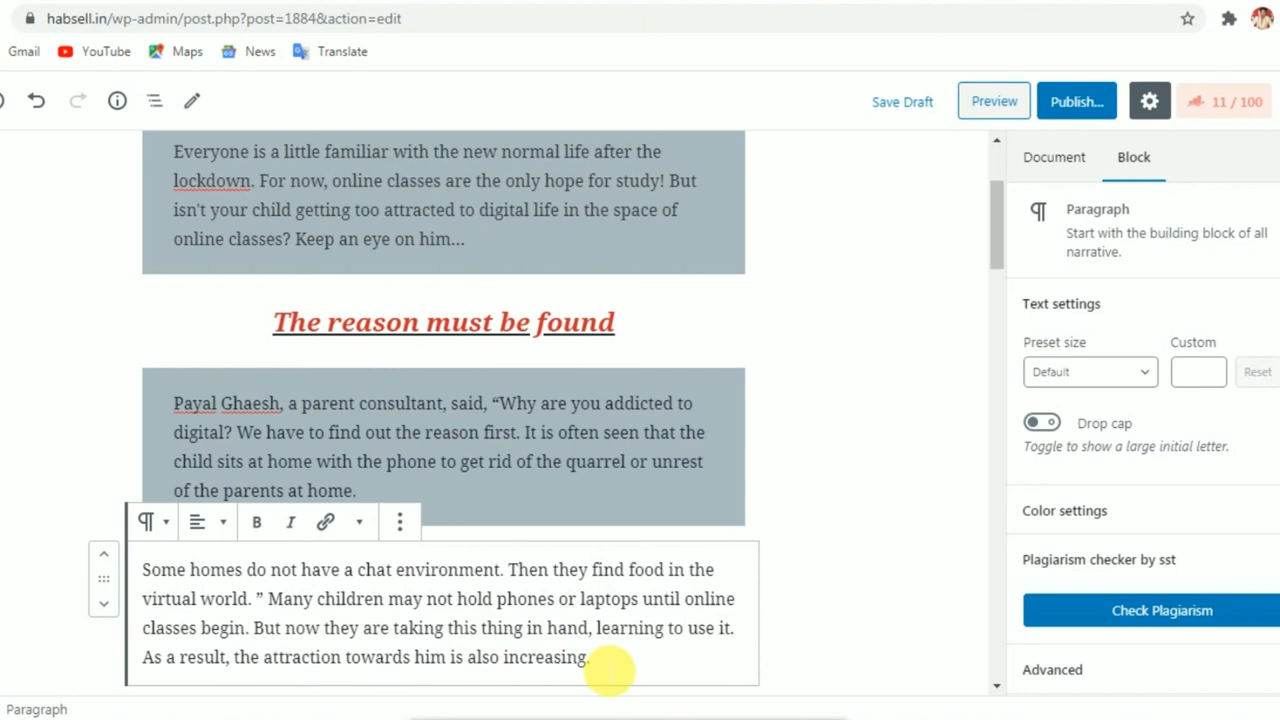 habsell.in/wp-admin/post.php?post=1884&action=edit
Gmail
YouTube
Maps
News
Translate
Save Draft
Preview
Publish...
11 / 100
Everyone is a little familiar with the new normal life after the
lockdown. For now, online classes are the only hope for study! But
isn't your child getting too attracted to digital life in the space of
online classes? Keep an eye on him...
The reason must be found
Payal Ghaesh, a parent consultant, said, “Why are you addicted to
digital? We have to find out the reason first. It is often seen that the
child sits at home with the phone to get rid of the quarrel or unrest
of the parents at home.
B
I
Some homes do not have a chat environment. Then they find food in the
virtual world. ” Many children may not hold phones or laptops until online
classes begin. But now they are taking this thing in hand, learning to use it.
As a result, the attraction towards him is also increasing.
Document
Block
Paragraph
Start with the building block of all
narrative.
Text settings
Preset size
Custom
Default
Reset
Drop cap
Toggle to show a large initial letter.
Color settings
Plagiarism checker by sst
Check Plagiarism
Advanced
Paragraph